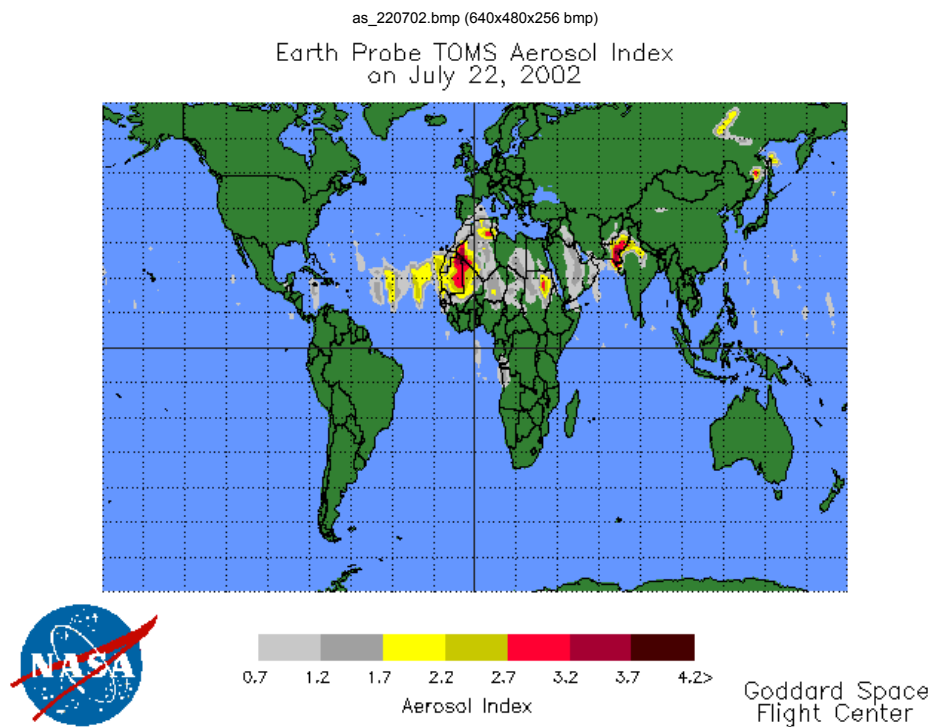 as_220702.bmp (640x480x256 bmp)
Earth Probe TOMS Aerosol Index
on July 22, 2002
NASA
0.7 1.2 1.7 2.2 2.7 3.2 3.7 4.2>
Aerosol Index
Goddard Space
Flight Center